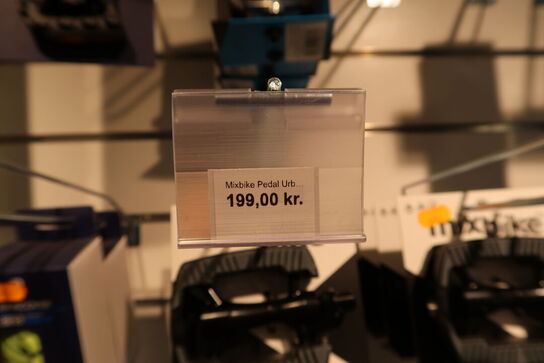 Mixbike Pedal Urb...
199,00 kr.
mixbike